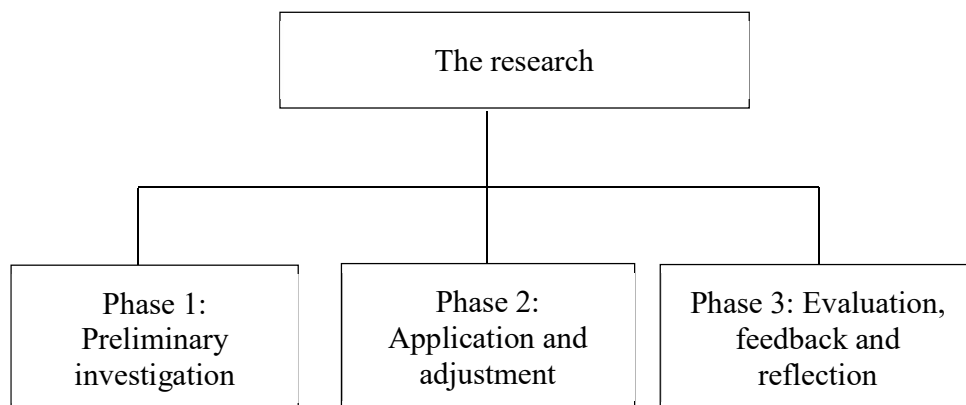 The research
Phase 1:
Preliminary
investigation
Phase 2:
Application and
adjustment
Phase 3: Evaluation,
feedback and
reflection